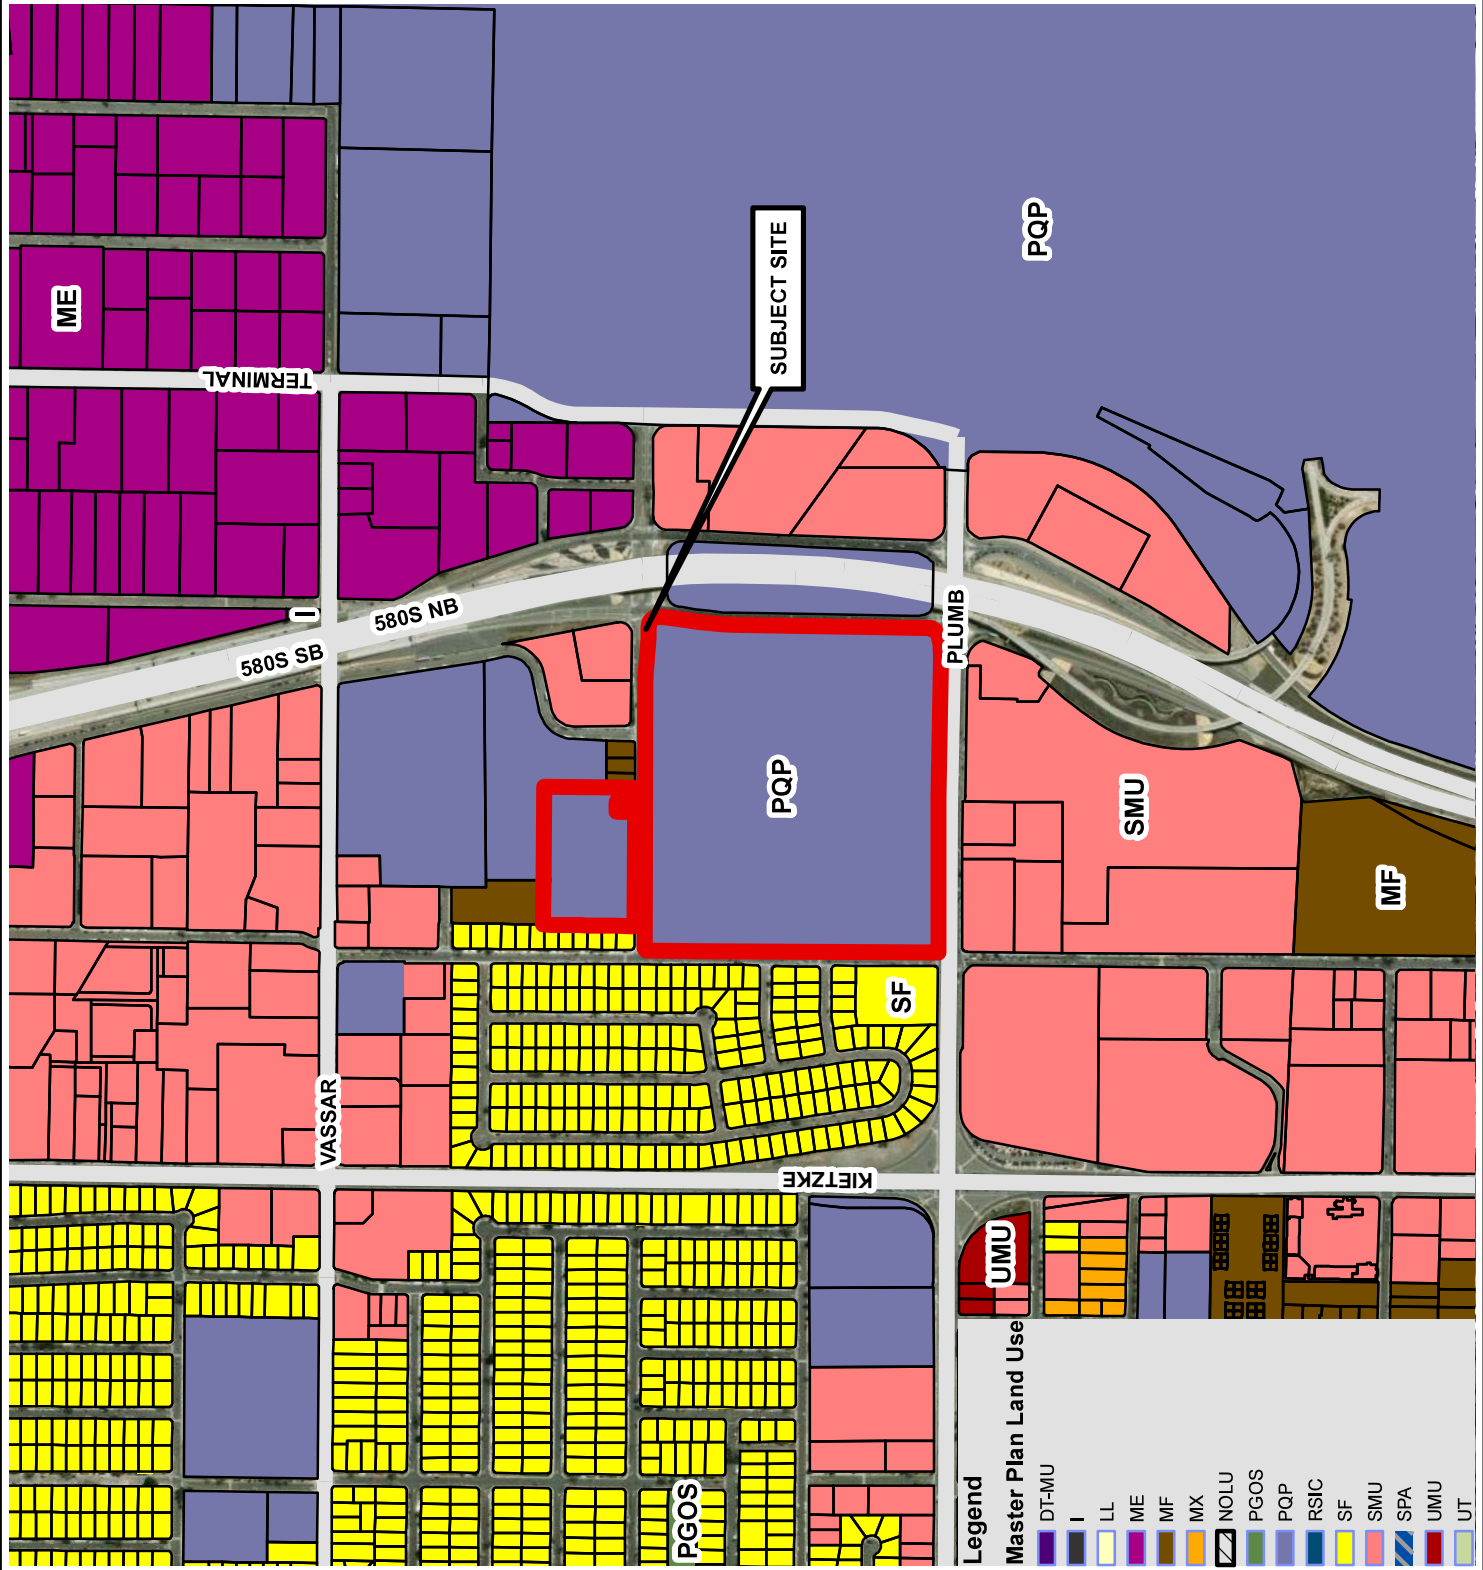 ME
TERMINAL
I
580S NB
580S SB
SUBJECT SITE
PQP
PLUMB
PQP
SMU
MF
SF
VASSAR
KIETZKE
UMU
PGOS
Legend
Master Plan Land Use
DT-MU
I
LL
ME
MF
MX
NOLU
PGOS
PQP
RSIC
SF
SMU
SPA
UMU
UT